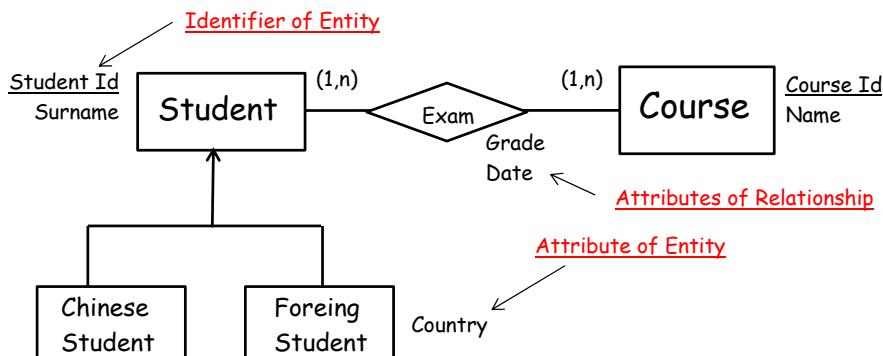 Identifier of Entity
Student Id
Surname
Student
(1,n)
Exam
(1,n)
Course
Course Id
Name
Grade
Date
Attributes of Relationship
Attribute of Entity
Chinese
Student
Foreing
Student
Country